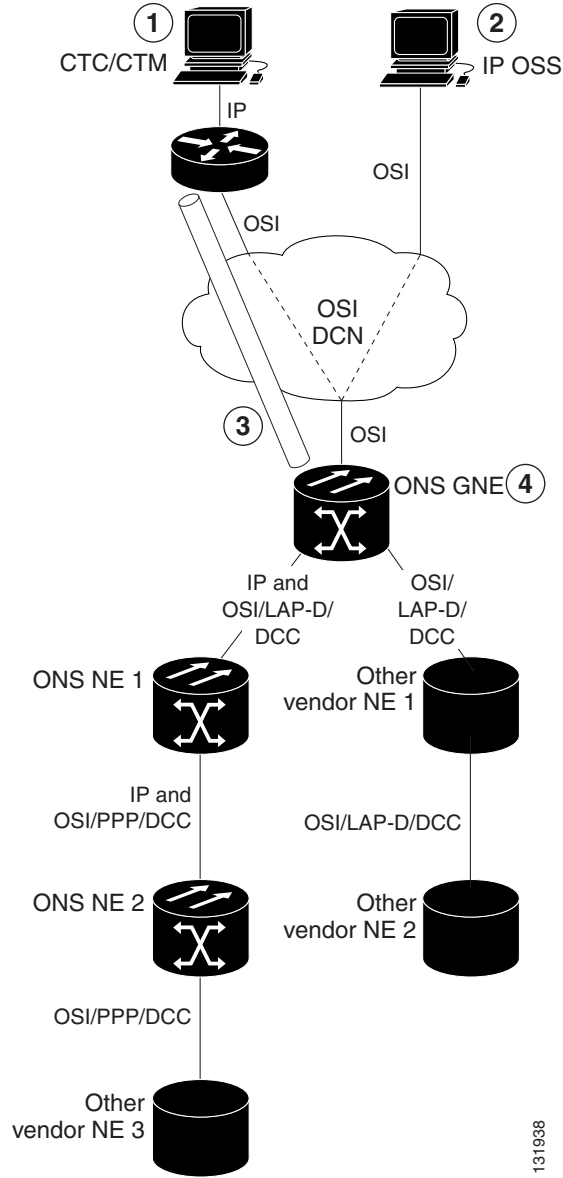 1
2
CTC/CTM
IP OSS
IP
OSI
OSI
OSI
DCN
3
OSI
ONS GNE
4
IP and
OSI/LAP-D/
DCC
OSI/
LAP-D/
DCC
ONS NE 1
Other
vendor NE 1
IP and
OSI/PPP/DCC
OSI/LAP-D/DCC
ONS NE 2
Other
vendor NE 2
OSI/PPP/DCC
Other
vendor NE 3
131938